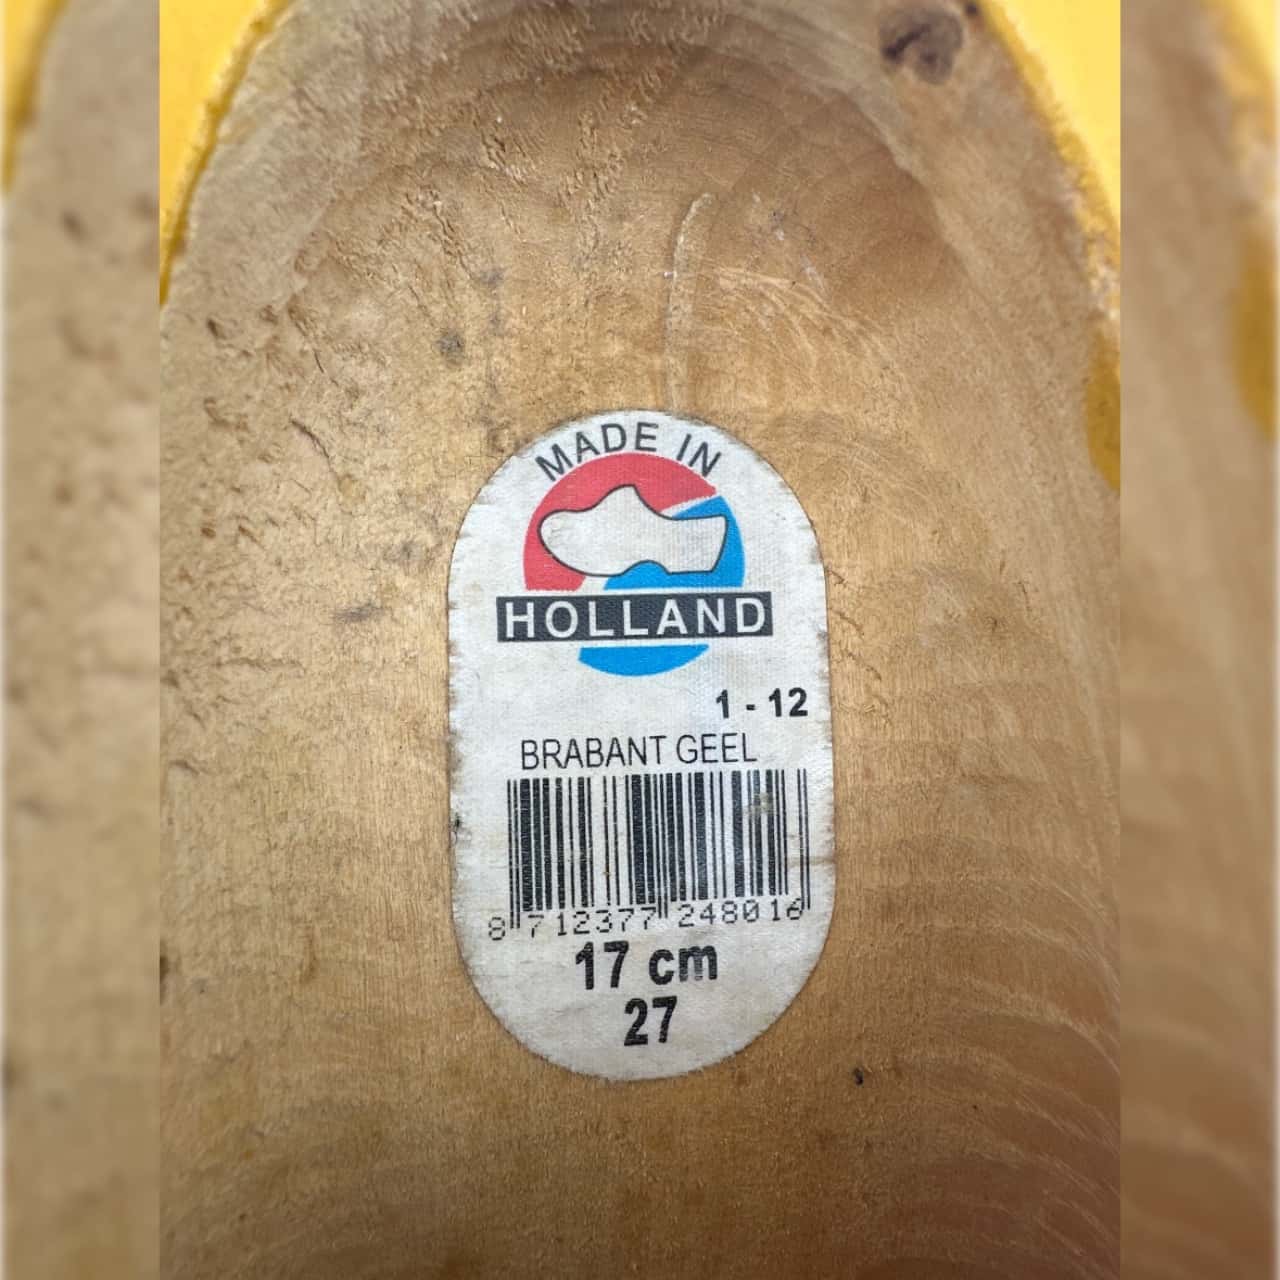 MADE IN
HOLLAND
1 - 12
BRABANT GEEL
8 712377 248016
17 cm
27